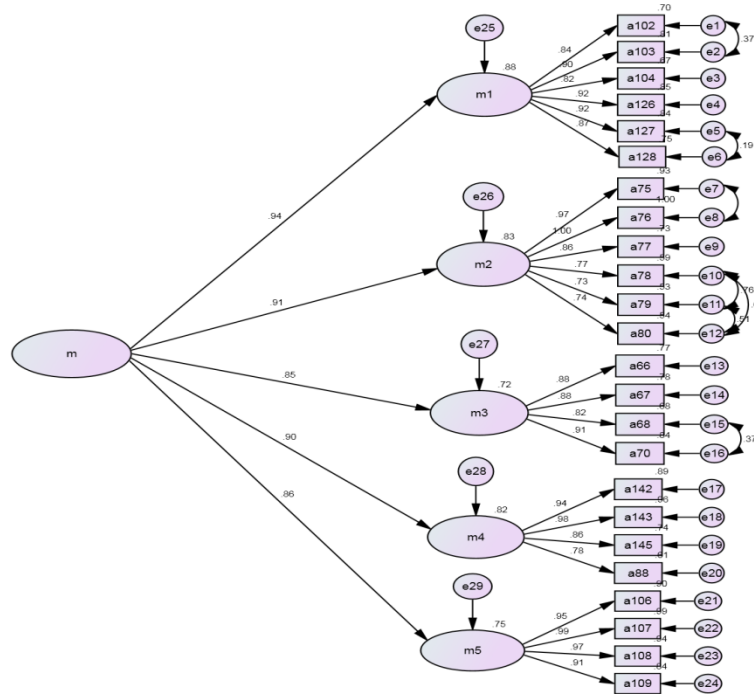 .70
e25
a102
e1
.84
.81
.37
.90
a103
e2
.88
.82
.67
a104
e3
m1
.92
.85
a126
e4
.92
.84
a127
e5
.87
.75
.19
a128
e6
.94
.93
a75
e7
e26
.97
1.00
a76
e8
1.00
.83
.73
.86
a77
e9
m2
.77
a78
e10
.91
.73
a79
e11
.76
.74
.51
a80
e12
m
e27
.77
a66
e13
.85
.88
.78
.72
.88
a67
e14
m3
.82
a68
e15
.91
.37
a70
e16
.90
e28
.89
a142
e17
.94
.86
.82
.98
a143
e18
.74
m4
.86
a145
e19
.78
a88
e20
.90
e29
a106
e21
.95
.75
.99
a107
e22
m5
.97
a108
e23
.91
a109
e24